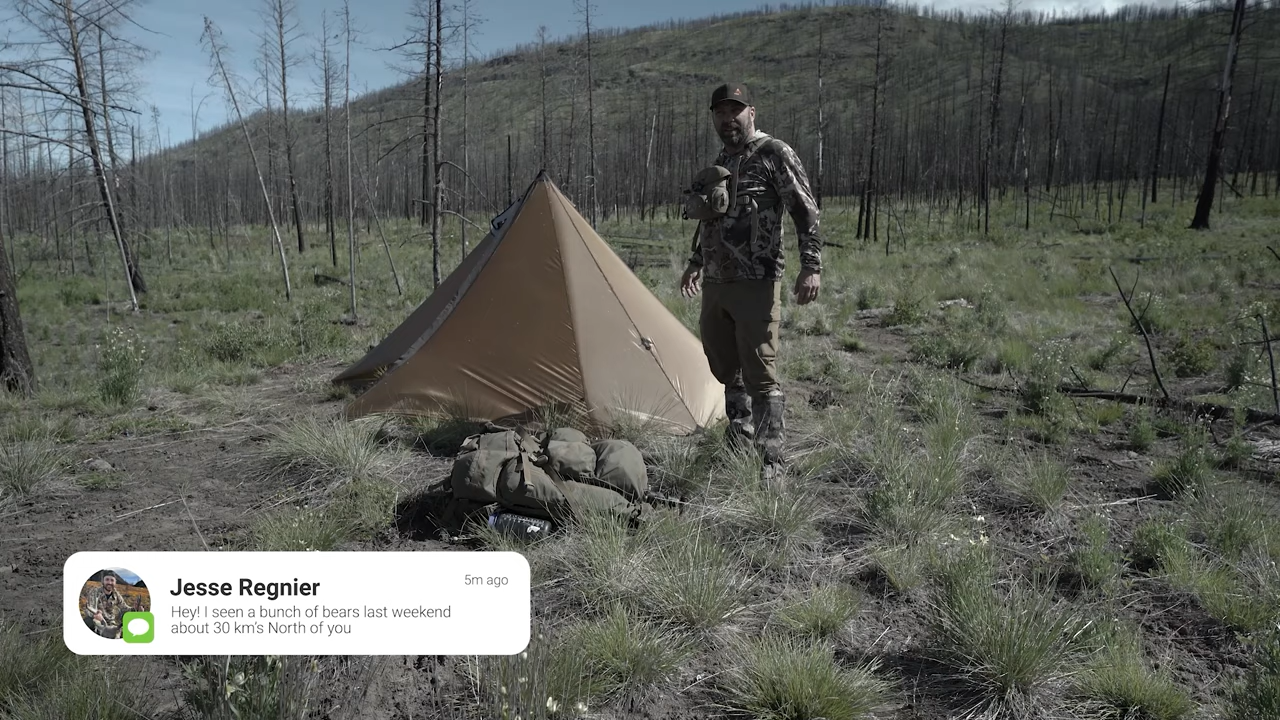 Jesse Regnier
5m ago
Hey! I seen a bunch of bears last weekend
about 30 km's North of you